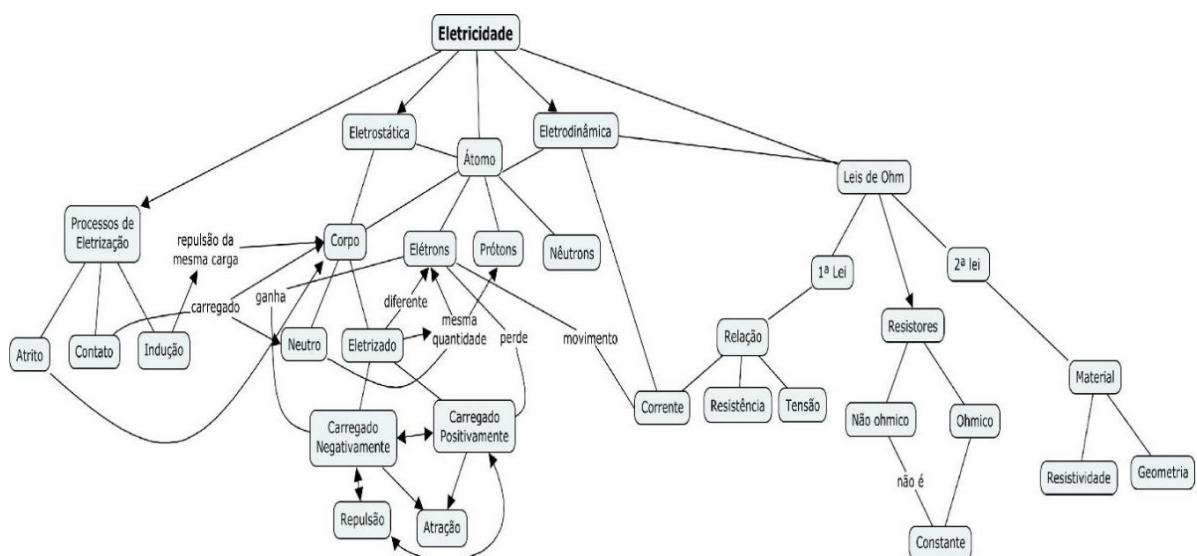 Eletricidade
Eletrostática
Eletrodinâmica
Átomo
Leis de Ohm
Processos de
Eletrização
repulsão da
mesma carga
Corpo
Elétrons
Prótons
Nêutrons
1ª Lei
2ª lei
ganha
diferente
carregado
mesma
quantidade
perde
movimento
Atrito
Contato
Indução
Neutro
Eletrizado
Relação
Resistores
Material
Corrente
Resistência
Tensão
Não ohmico
Ohmico
Carregado
Negativamente
Carregado
Positivamente
não é
Resistividade
Geometria
Repulsão
Atração
Constante